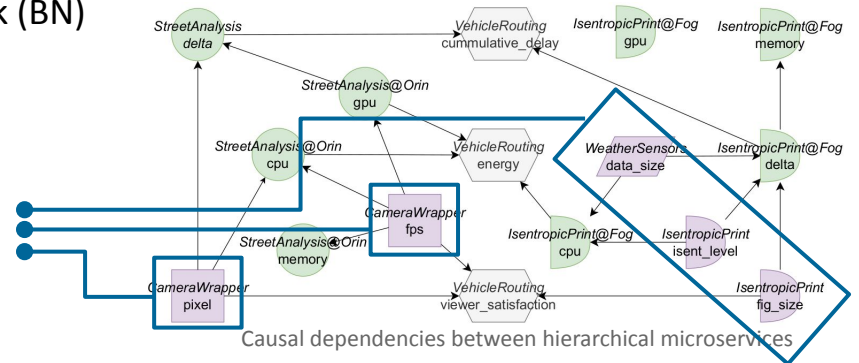 k (BN)
StreetAnalysis
delta
VehicleRouting
cummulative_delay
IsentropicPrint@Fog
gpu
IsentropicPrint@Fog
memory
StreetAnalysis@Orin
gpu
StreetAnalysis@Orin
cpu
VehicleRouting
energy
WeatherSensors
data_size
IsentropicPrint@Fog
delta
CameraWrapper
fps
StreetAnalysis@Orin
memory
IsentropicPrint@Fog
cpu
IsentropicPrint
isent_level
CameraWrapper
pixel
VehicleRouting
viewer_satisfaction
IsentropicPrint
fig_size
Causal dependencies between hierarchical microservices